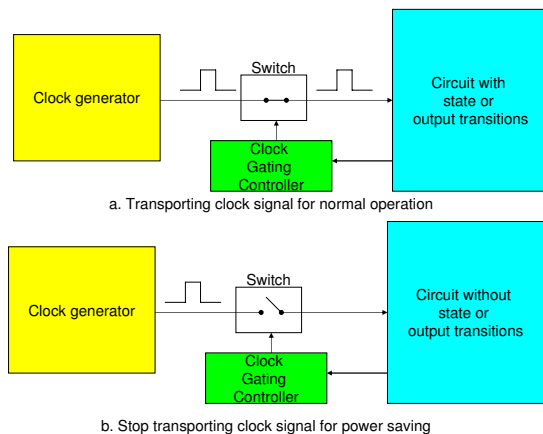 Switch
Clock generator
Circuit with
state or
output transitions
Clock
Gating
Controller
a. Transporting clock signal for normal operation
Switch
Clock generator
Circuit without
state or
output transitions
Clock
Gating
Controller
b. Stop transporting clock signal for power saving